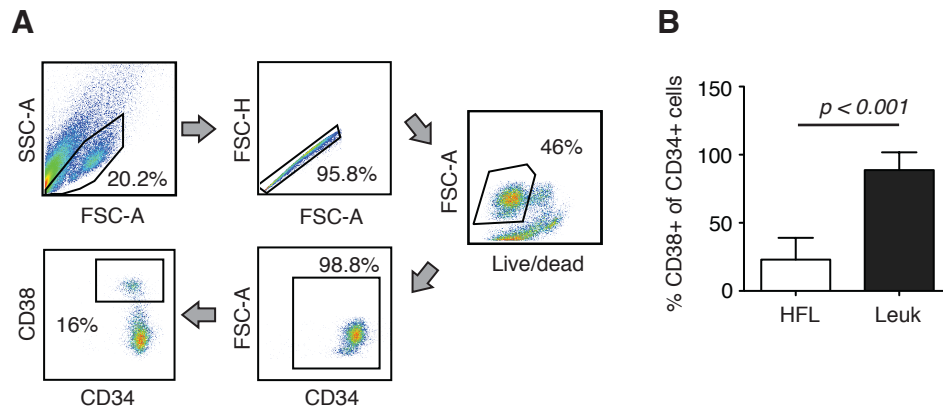 A
SSC-A
20.2%
FSC-A
FSC-H
95.8%
FSC-A
FSC-A
46%
Live/dead
98.8%
FSC-A
CD34
CD38
16%
CD34
B
% CD38+ of CD34+ cells
150
100
50
0
p < 0.001
HFL
Leuk